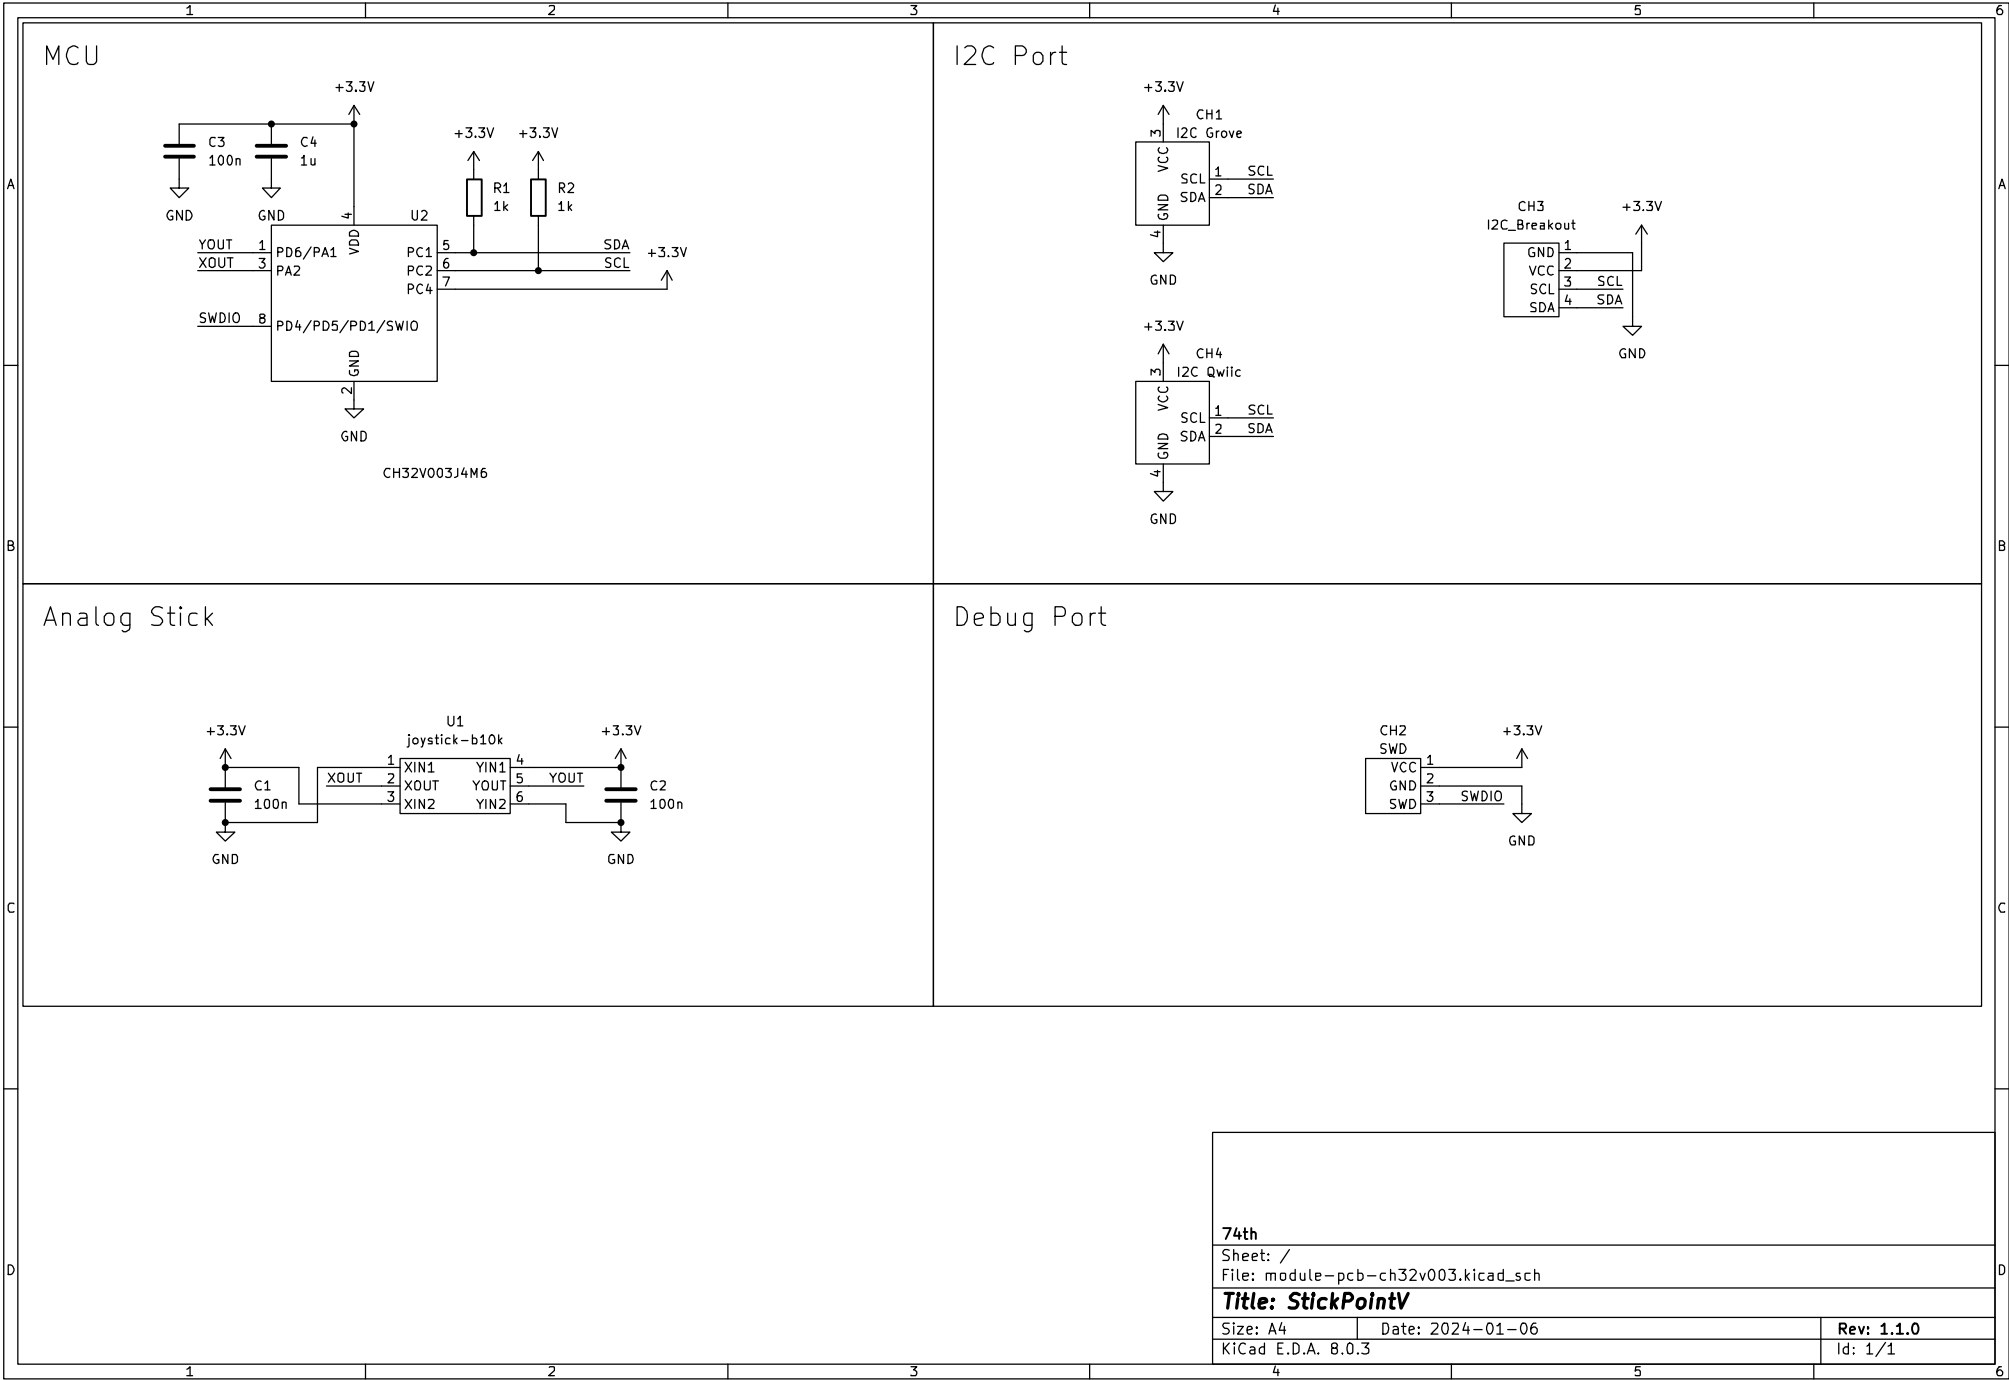 1 2 3 4 5 6
A
B
C
D
A
B
C
D
1 2 3 4 5 6
MCU
+3.3V
C3
100n
GND
C4
1u
GND
+3.3V
R1
1k
+3.3V
R2
1k
U2
4
VDD
YOUT 1 PD6/PA1
XOUT 3 PA2
SWDIO 8 PD4/PD5/PD1/SWIO
PC1 5 SDA
PC2 6 SCL
PC4 7
+3.3V
GND
2
GND
CH32V003J4M6
I2C Port
+3.3V
CH1
I2C Grove
3
VCC
SCL 1 SCL
SDA 2 SDA
GND
4
GND
+3.3V
CH4
I2C Qwiic
3
VCC
SCL 1 SCL
SDA 2 SDA
GND
4
GND
CH3
I2C_Breakout
+3.3V
GND 1
VCC 2
SCL 3 SCL
SDA 4 SDA
GND
Analog Stick
+3.3V
C1
100n
GND
U1
joystick-b10k
1 XIN1 YIN1 4
XOUT 2 XOUT YOUT 5 YOUT
3 XIN2 YIN2 6
+3.3V
C2
100n
GND
Debug Port
CH2
SWD
+3.3V
VCC 1
GND 2
SWD 3 SWDIO
GND
74th
Sheet: /
File: module-pcb-ch32v003.kicad_sch
Title: StickPointV
Size: A4 Date: 2024-01-06 Rev: 1.1.0
KiCad E.D.A. 8.0.3 Id: 1/1